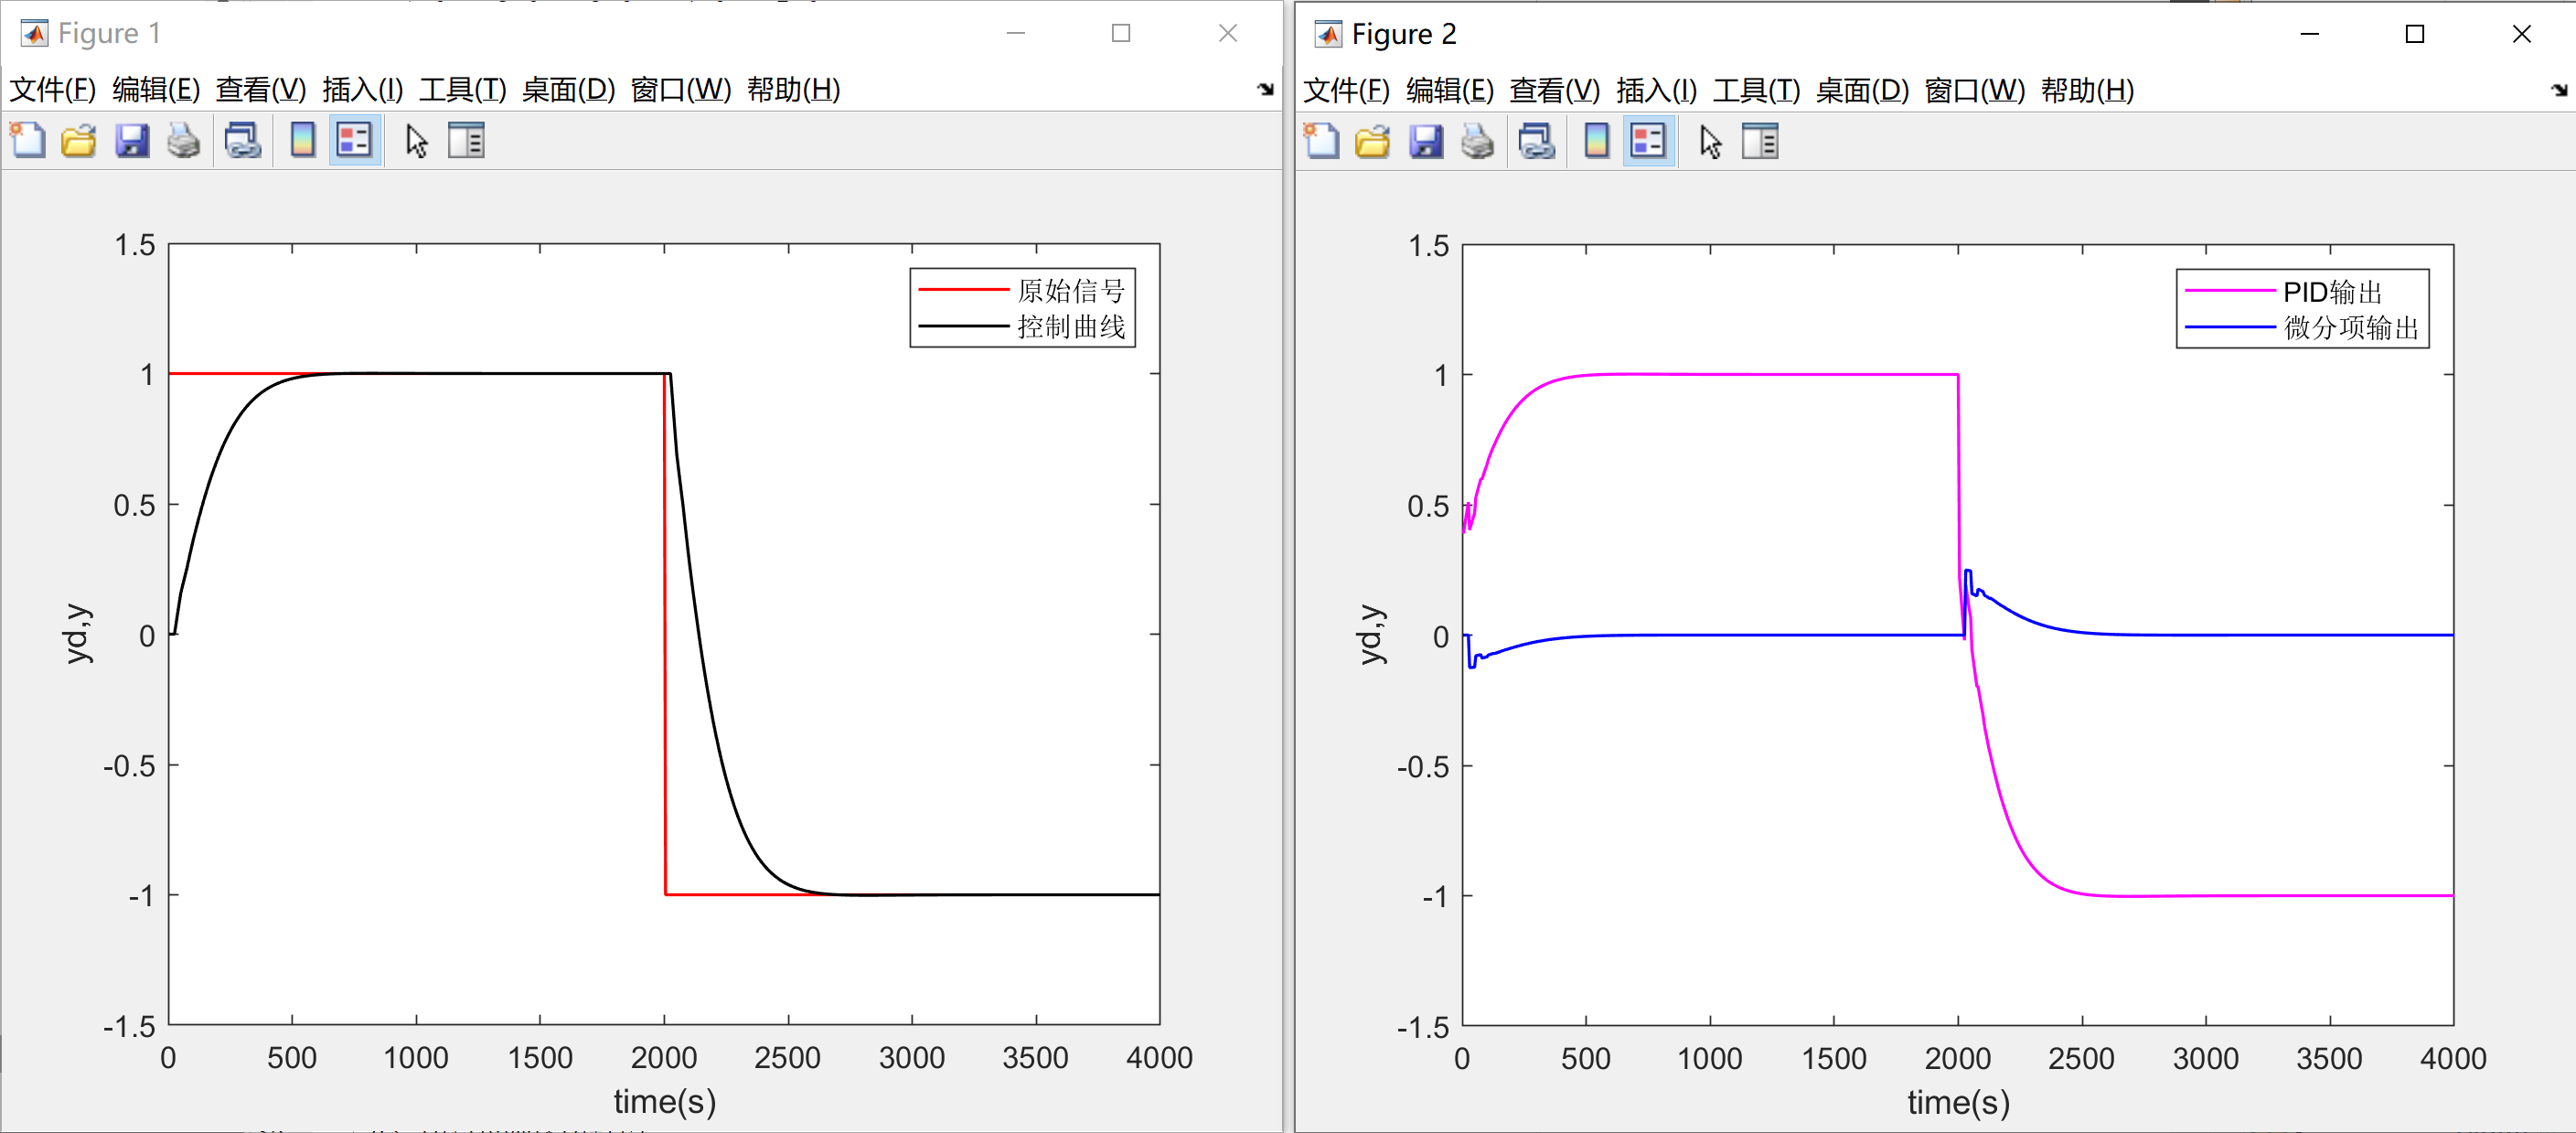 Figure 1
文件(F) 编辑(E) 查看(V) 插入(I) 工具(T) 桌面(D) 窗口(W) 帮助(H)
1.5
1
0.5
0
-0.5
-1
-1.5
yd,y
原始信号
控制曲线
0 500 1000 1500 2000 2500 3000 3500 4000
time(s)
Figure 2
文件(F) 编辑(E) 查看(V) 插入(I) 工具(T) 桌面(D) 窗口(W) 帮助(H)
1.5
1
0.5
0
-0.5
-1
-1.5
yd,y
PID输出
微分项输出
0 500 1000 1500 2000 2500 3000 3500 4000
time(s)